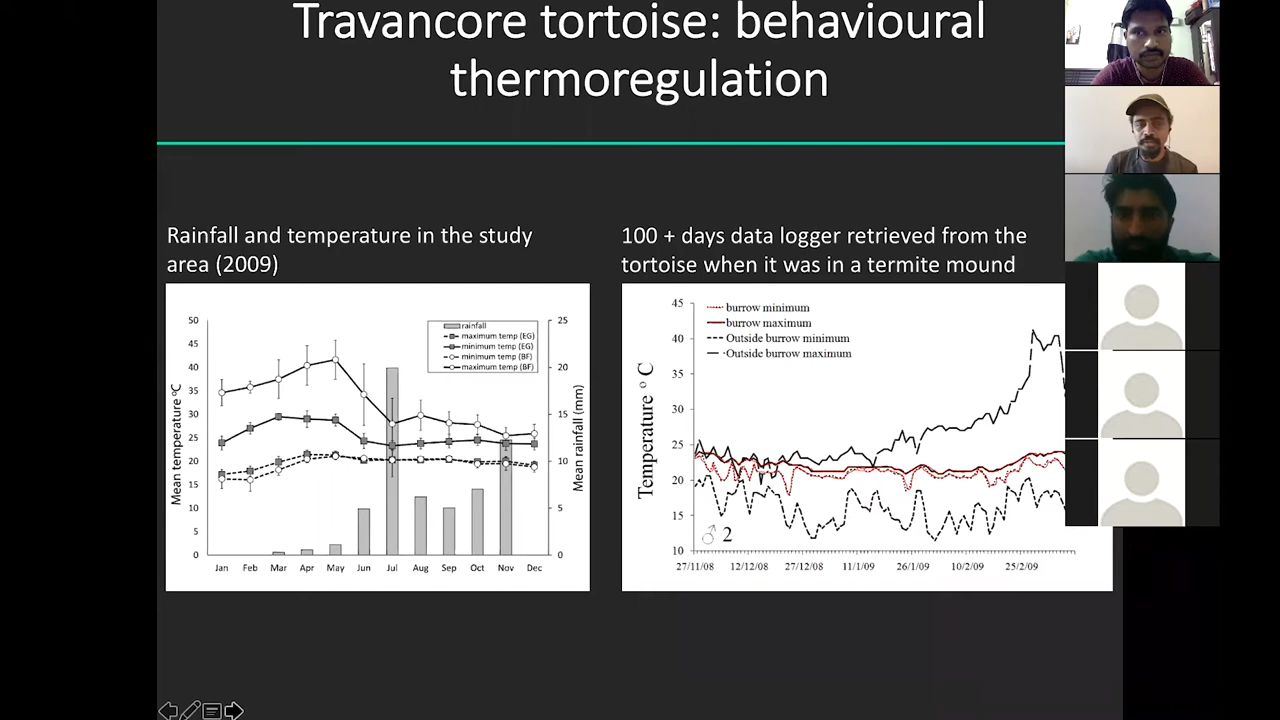 Travancore tortoise: behavioural
thermoregulation
Rainfall and temperature in the study
area (2009)
100 + days data logger retrieved from the
tortoise when it was in a termite mound
50
45
40
35
30
25
20
15
10
5
0
Mean temperature ºC
rainfall
maximum temp (EG)
minimum temp (EG)
minimum temp (BF)
maximum temp (BF)
25
20
15
10
5
0
Mean rainfall (mm)
Jan Feb Mar Apr May Jun Jul Aug Sep Oct Nov Dec
45
40
35
30
25
20
15
10
Temperature º C
burrow minimum
burrow maximum
Outside burrow minimum
Outside burrow maximum
♂ 2
27/11/08 12/12/08 27/12/08 11/1/09 26/1/09 10/2/09 25/2/09